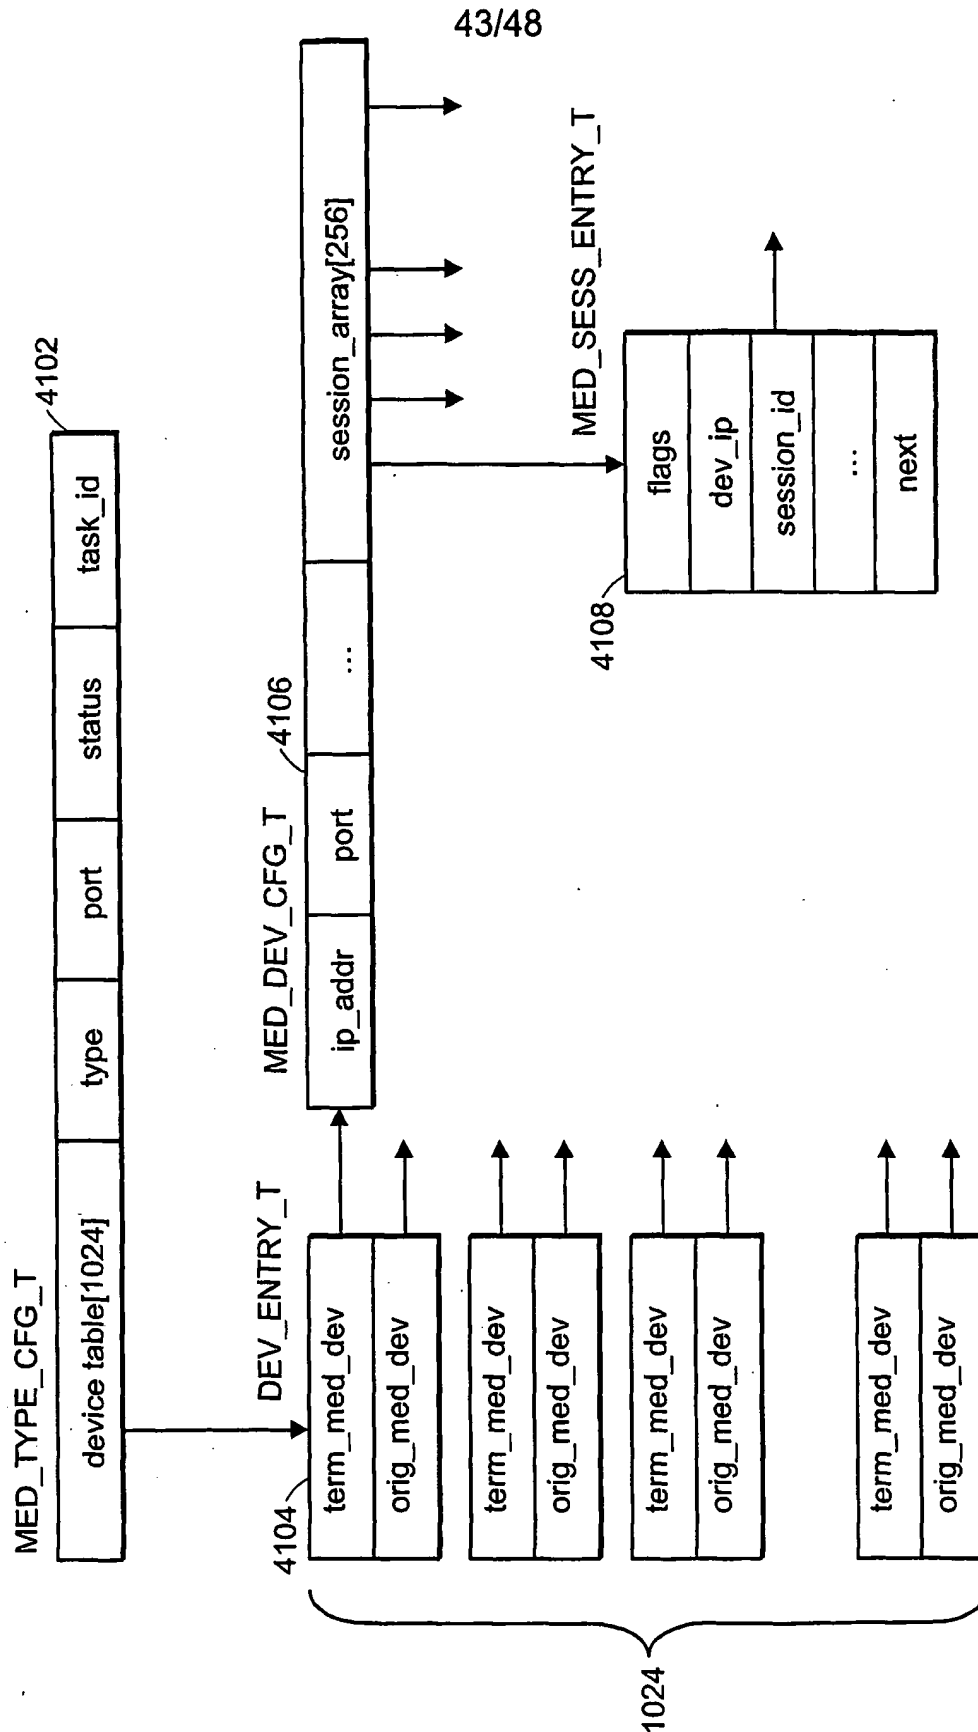 43/48
MED_TYPE_CFG_T
4102
device table[1024]
type
port
status
task_id
DEV_ENTRY_T
4104
term_med_dev
orig_med_dev
term_med_dev
orig_med_dev
term_med_dev
orig_med_dev
term_med_dev
orig_med_dev
1024
MED_DEV_CFG_T
4106
ip_addr
port
...
session_array[256]
MED_SESS_ENTRY_T
4108
flags
dev_ip
session_id
...
next